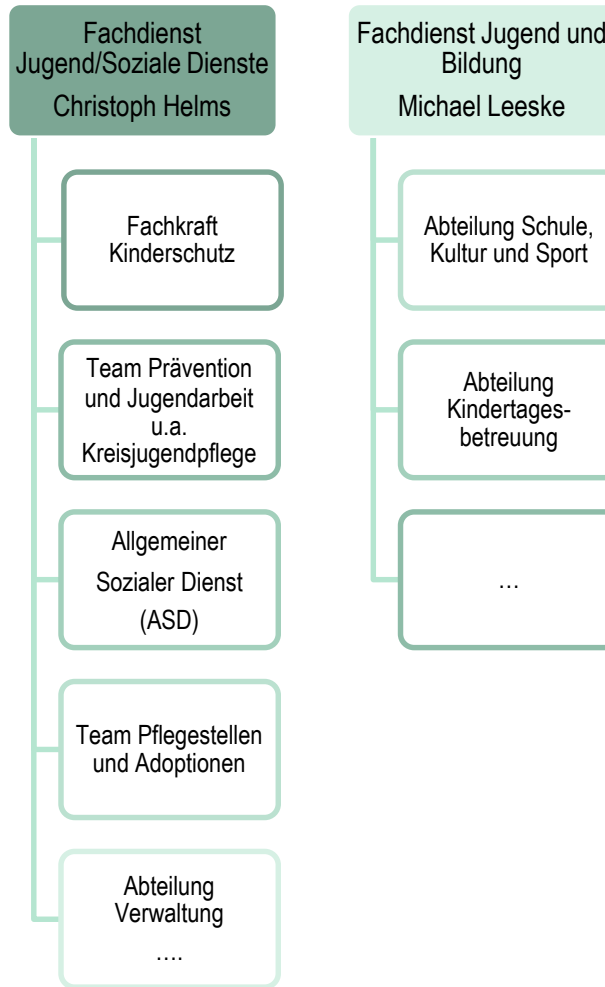 Fachdienst
Jugend/Soziale Dienste
Christoph Helms
Fachkraft
Kinderschutz
Team Prävention
und Jugendarbeit
u.a.
Kreisjugendpflege
Allgemeiner
Sozialer Dienst
(ASD)
Team Pflegestellen
und Adoptionen
Abteilung
Verwaltung
….
Fachdienst Jugend und
Bildung
Michael Leeske
Abteilung Schule,
Kultur und Sport
Abteilung
Kindertages-
betreuung
…